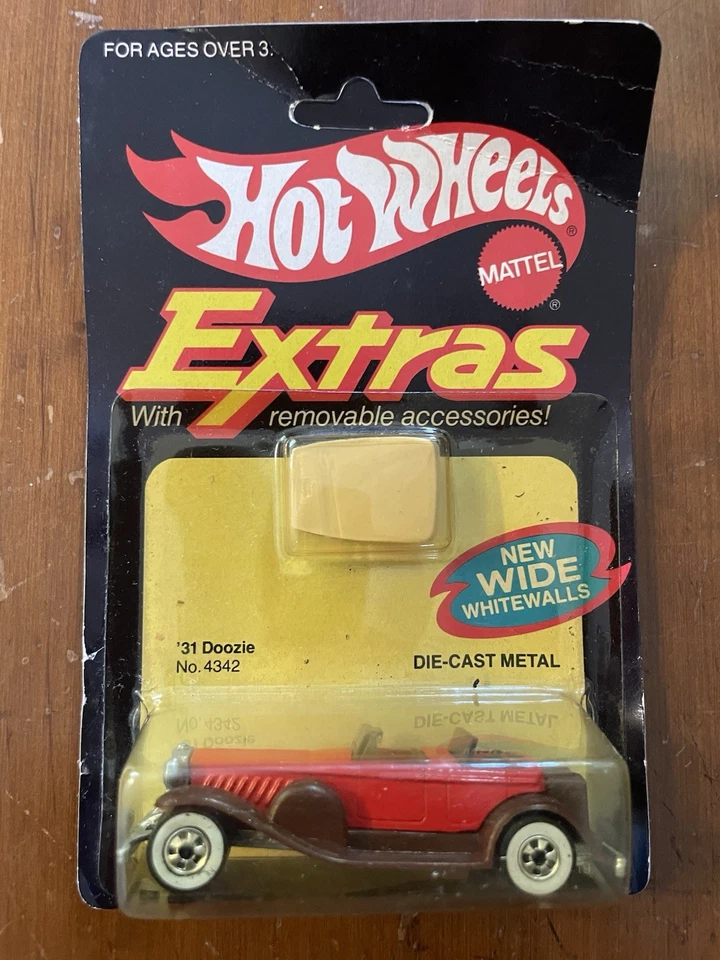 FOR AGES OVER 3.
HOT WHEELS ®
MATTEL
®
Extras
With removable accessories!
NEW
WIDE
WHITEWALLS
'31 Doozie
No. 4342
DIE-CAST METAL